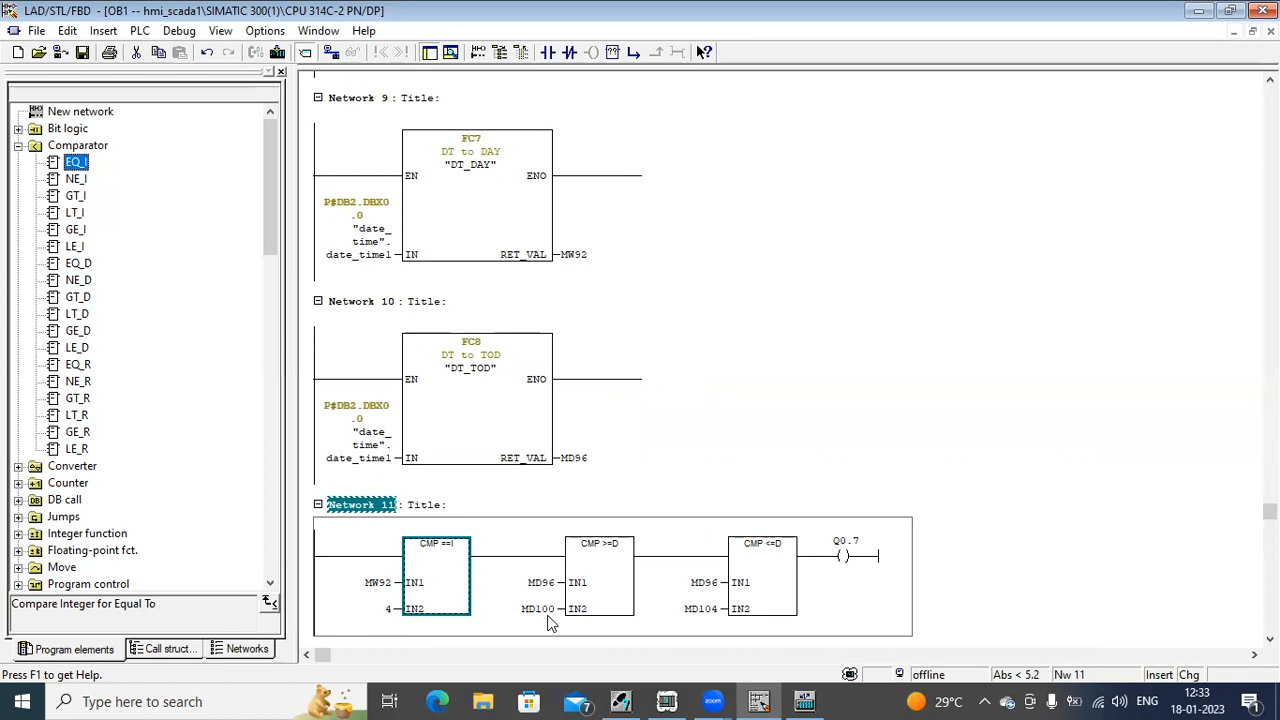 LAD/STL/FBD - [OB1 -- hmi_scada1\SIMATIC 300(1)\CPU 314C-2 PN/DP]
File Edit Insert PLC Debug View Options Window Help
New network
Bit logic
Comparator
EQ_I
NE_I
GT_I
LT_I
GE_I
LE_I
EQ_D
NE_D
GT_D
LT_D
GE_D
LE_D
EQ_R
NE_R
GT_R
LT_R
GE_R
LE_R
Converter
Counter
DB call
Jumps
Integer function
Floating-point fct.
Move
Program control
Compare Integer for Equal To
Program elements Call struct... Networks
Network 9 : Title:
FC7
DT to DAY
"DT_DAY"
EN ENO
P#DB2.DBX0
.0
"date_
time".
date_time1 IN RET_VAL MW92
Network 10 : Title:
FC8
DT to TOD
"DT_TOD"
EN ENO
P#DB2.DBX0
.0
"date_
time".
date_time1 IN RET_VAL MD96
Network 11 : Title:
CMP ==I CMP >=D CMP <=D Q0.7
MW92 IN1 MD96 IN1 MD96 IN1
4 IN2 MD100 IN2 MD104 IN2
Press F1 to get Help. offline Abs < 5.2 Nw 11 Insert Chg
Type here to search 7 29°C ENG 12:33
18-01-2023